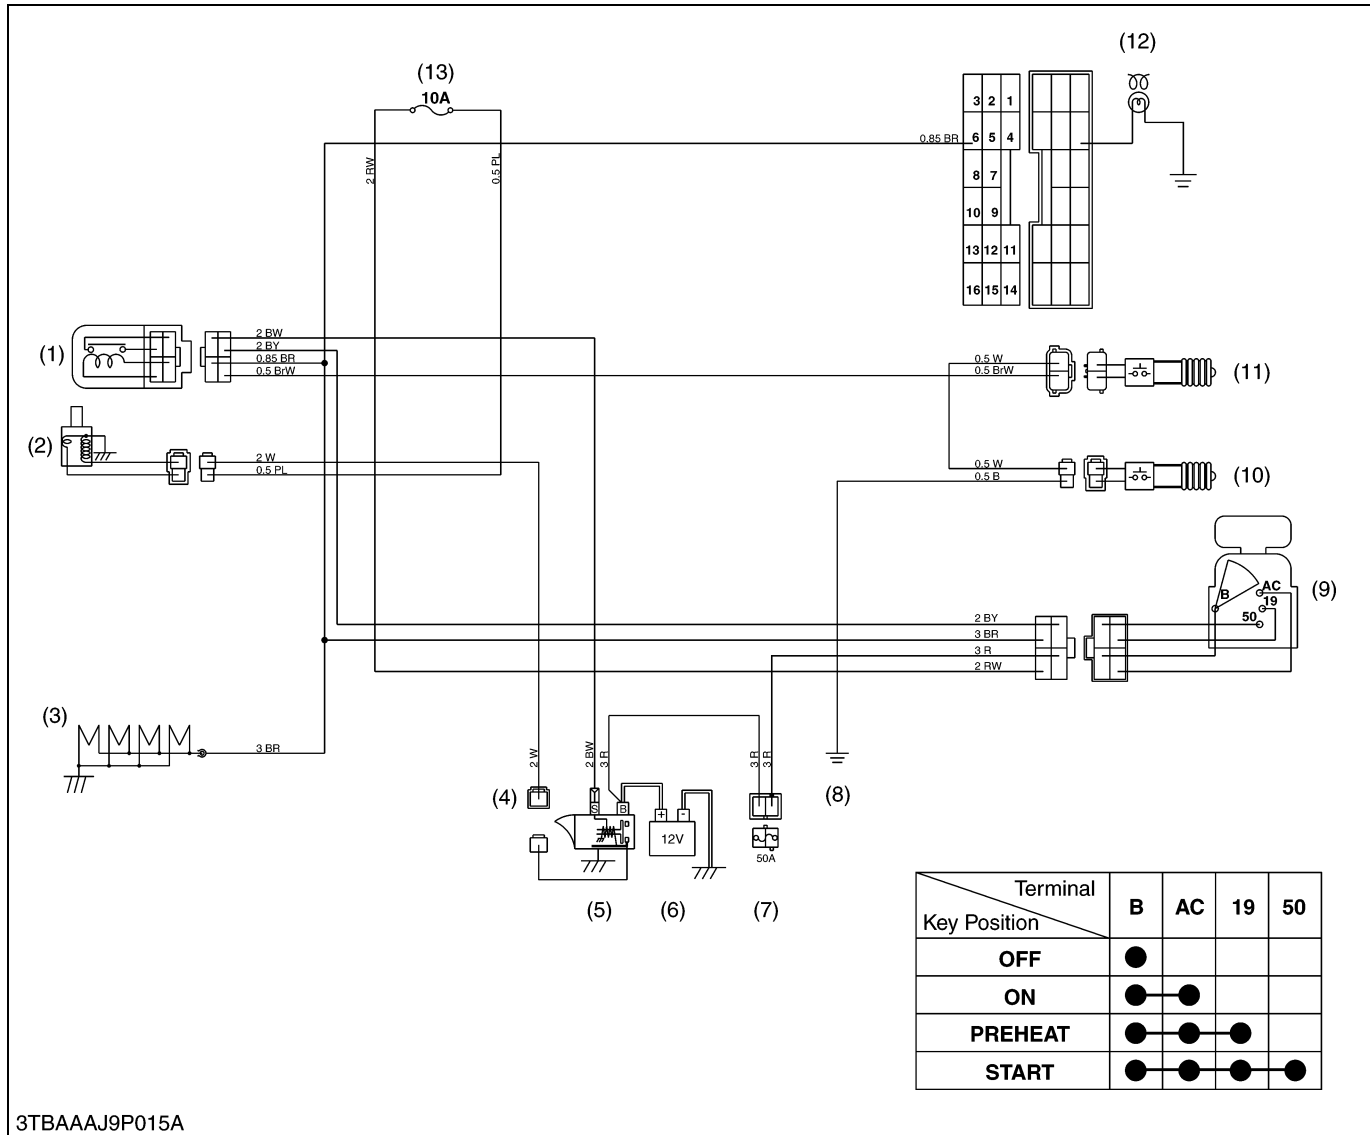 (12)
(13)
10A
3 2 1
0.85 BR
6 5 4
2 RW
0.5 PL
8 7
10 9
13 12 11
16 15 14
(1)
2 BW
2 BY
0.85 BR
0.5 BrW
0.5 W
0.5 BrW
(11)
(2)
2 W
0.5 PL
0.5 W
0.5 B
(10)
B
AC
19
50
(9)
2 BY
3 BR
3 R
2 RW
(3)
3 BR
2 W
2 BW
3 R
3 R
3 R
(4)
S
B
+
-
12V
50A
(8)
(5)
(6)
(7)
Terminal
Key Position
B AC 19 50
OFF
ON
PREHEAT
START
3TBAAAJ9P015A